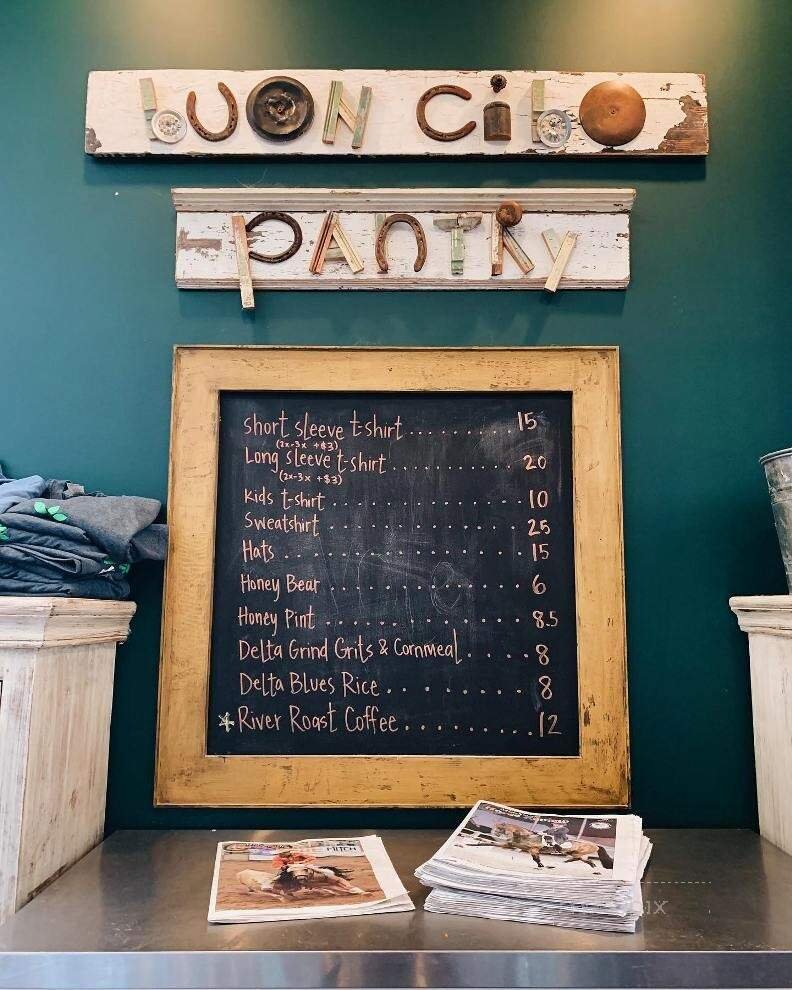 bUON CibO
pANTRY
short sleeve t-shirt .......... 15
(2x-3x +$3)
Long sleeve t-shirt ............ 20
(2x-3x +$3)
Kids t-shirt .................. 10
Sweatshirt .................. 25
Hats .................. 15
Honey Bear .................. 6
Honey Pint .................. 8.5
Delta Grind Grits & Cornmeal .... 8
Delta Blues Rice ........ 8
* River Roast Coffee .......... 12
MITCH